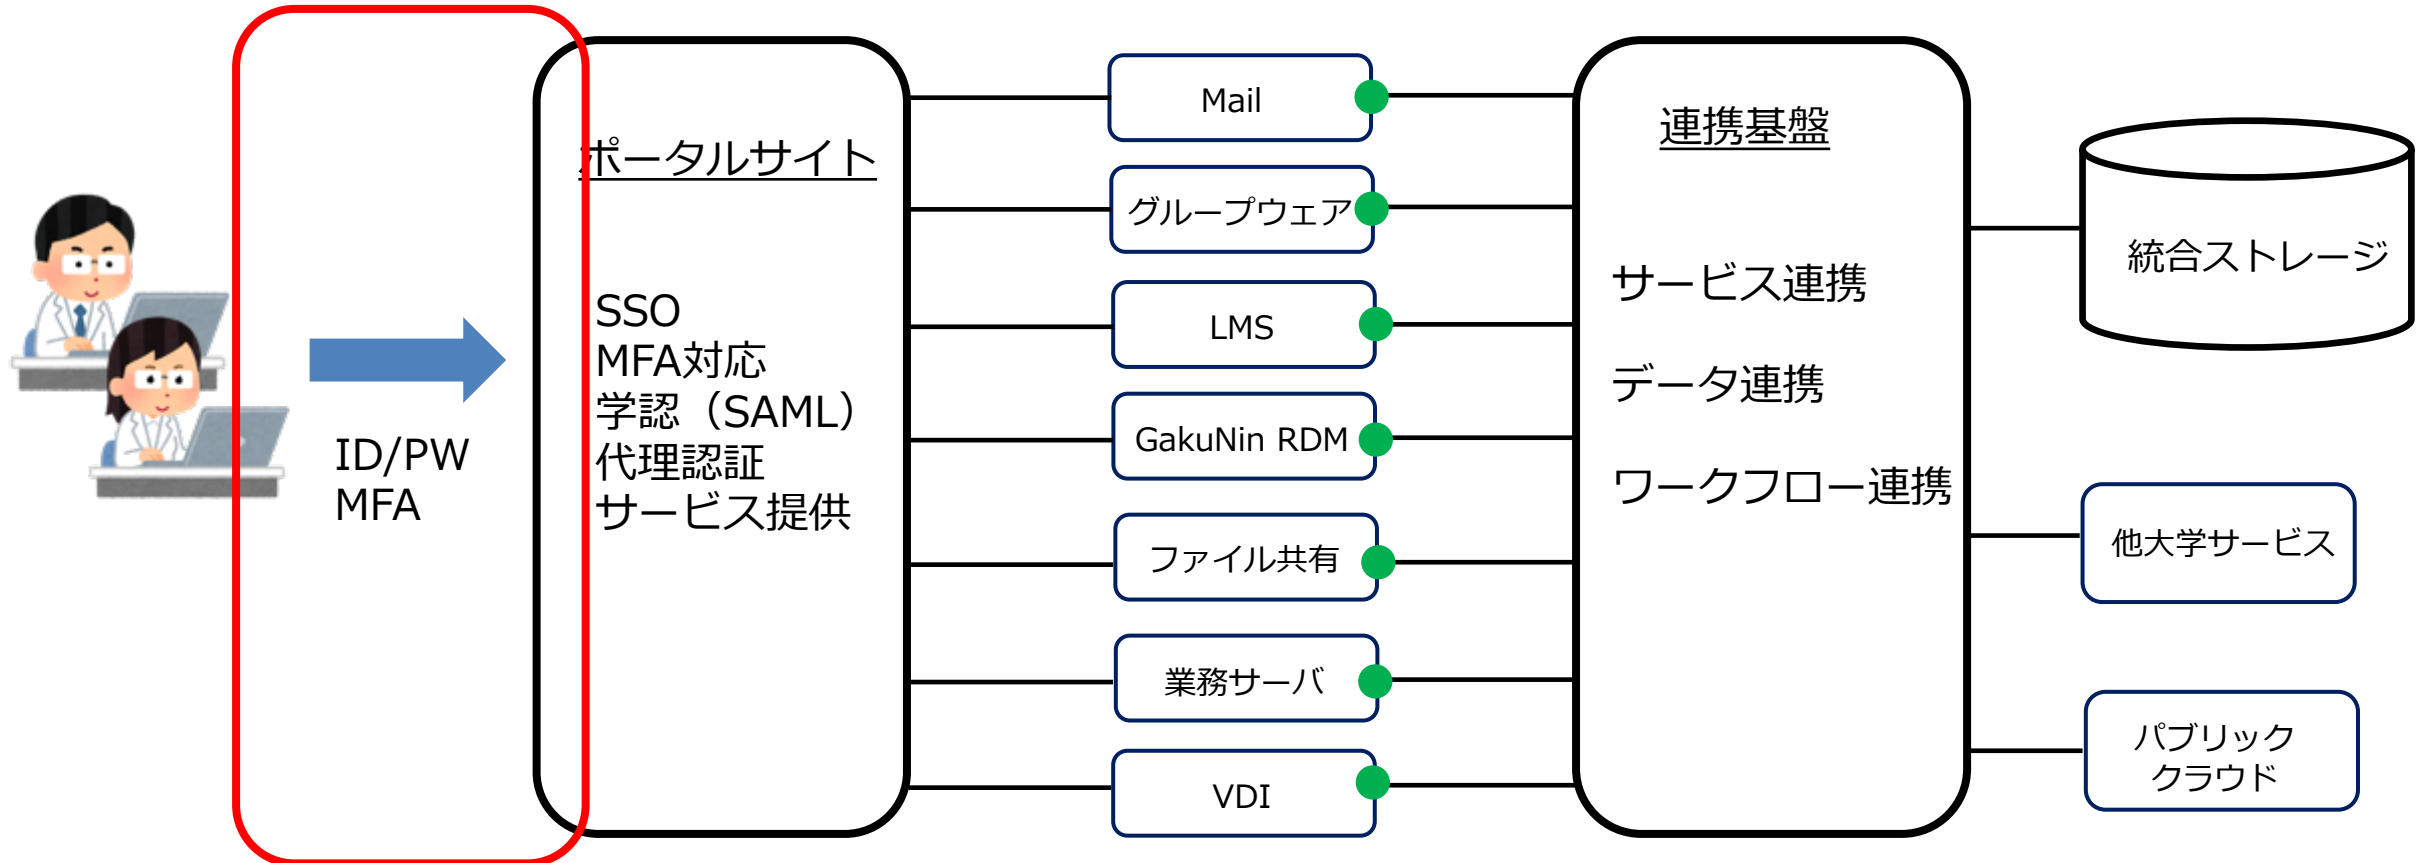 ID/PW
MFA
ポータルサイト
SSO
MFA対応
学認（SAML）
代理認証
サービス提供
Mail
グループウェア
LMS
GakuNin RDM
ファイル共有
業務サーバ
VDI
連携基盤
サービス連携
データ連携
ワークフロー連携
統合ストレージ
他大学サービス
パブリック
クラウド